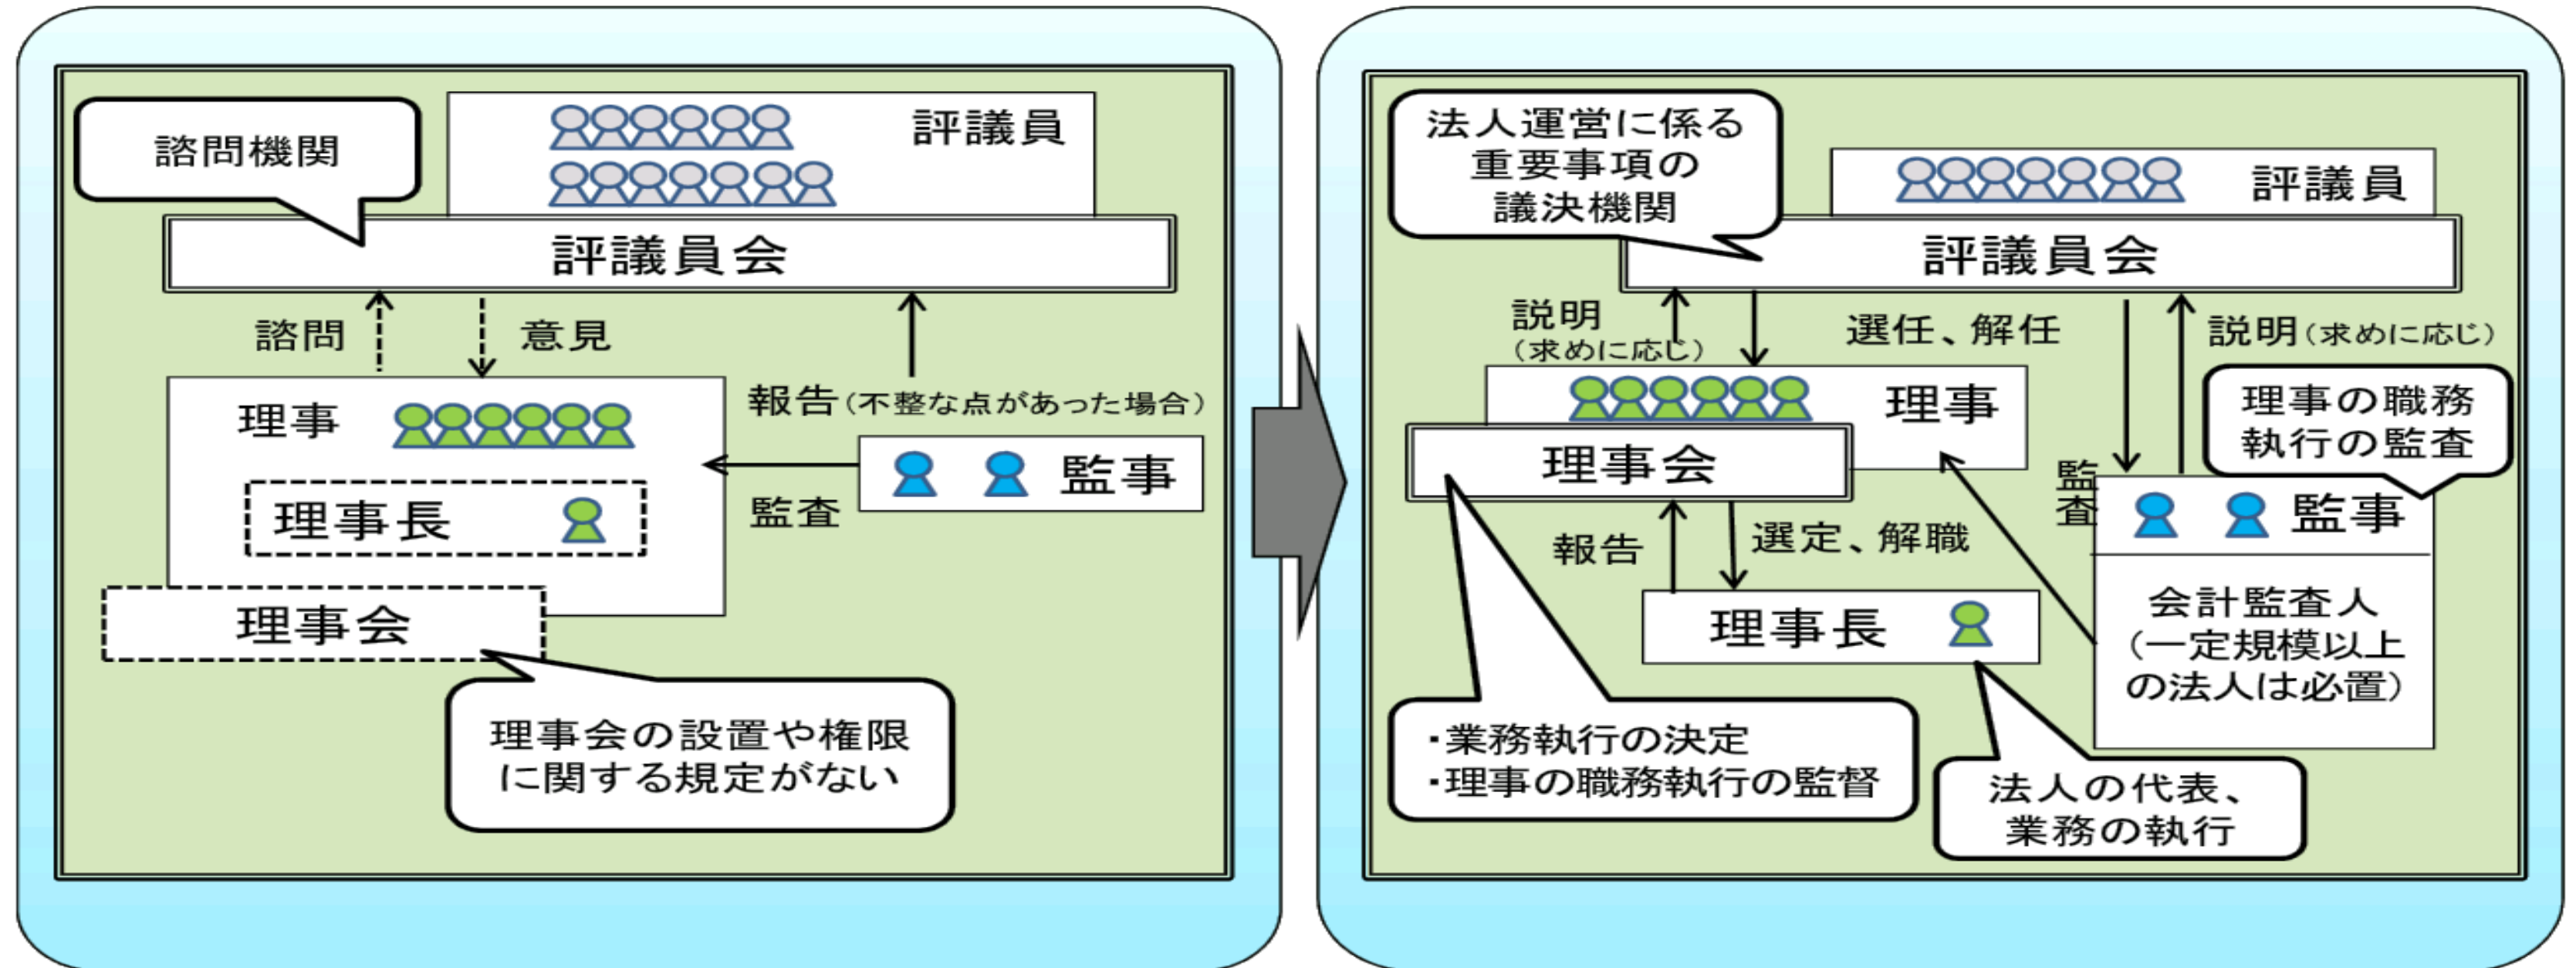 諮問機関
評議員
評議員会
諮問
意見
報告(不整な点があった場合)
理事
理事長
監査
監事
理事会
理事会の設置や権限
に関する規定がない
法人運営に係る
重要事項の
議決機関
評議員
評議員会
説明
(求めに応じ)
選任、解任
説明(求めに応じ)
理事の職務
執行の監査
理事
理事会
監査
監事
報告
選定、解職
理事長
会計監査人
(一定規模以上
の法人は必置)
・業務執行の決定
・理事の職務執行の監督
法人の代表、
業務の執行